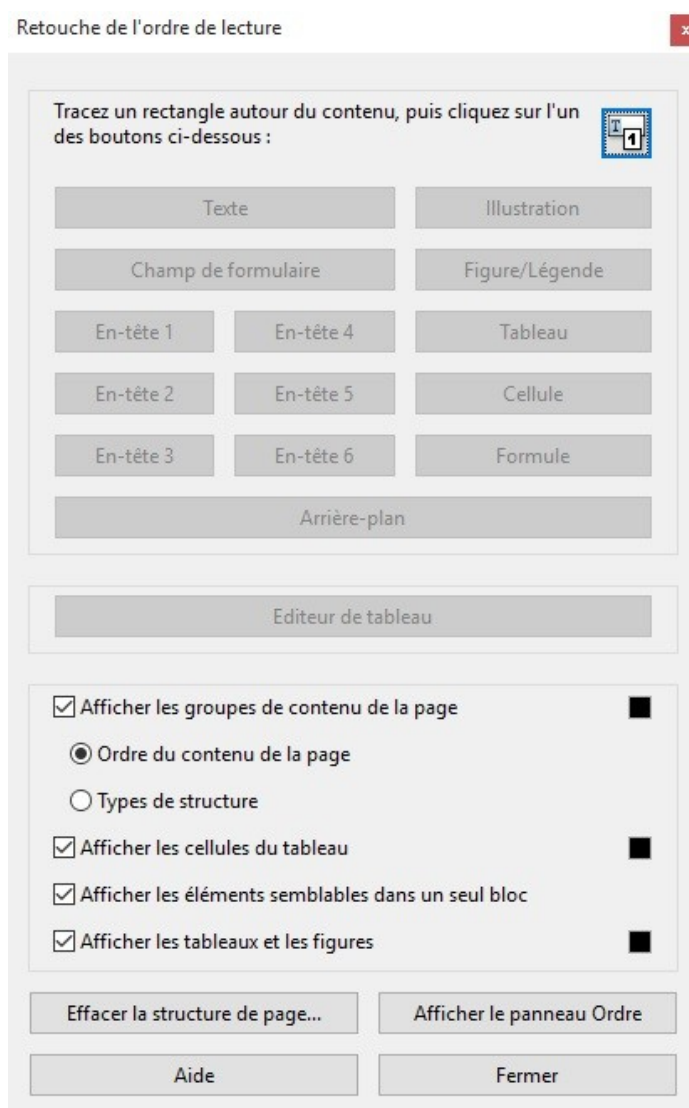 Retouche de l'ordre de lecture
x
Tracez un rectangle autour du contenu, puis cliquez sur l'un
des boutons ci-dessous :
T 1
Texte
Illustration
Champ de formulaire
Figure/Légende
En-tête 1
En-tête 4
Tableau
En-tête 2
En-tête 5
Cellule
En-tête 3
En-tête 6
Formule
Arrière-plan
Editeur de tableau
Afficher les groupes de contenu de la page
Ordre du contenu de la page
Types de structure
Afficher les cellules du tableau
Afficher les éléments semblables dans un seul bloc
Afficher les tableaux et les figures
Effacer la structure de page...
Afficher le panneau Ordre
Aide
Fermer